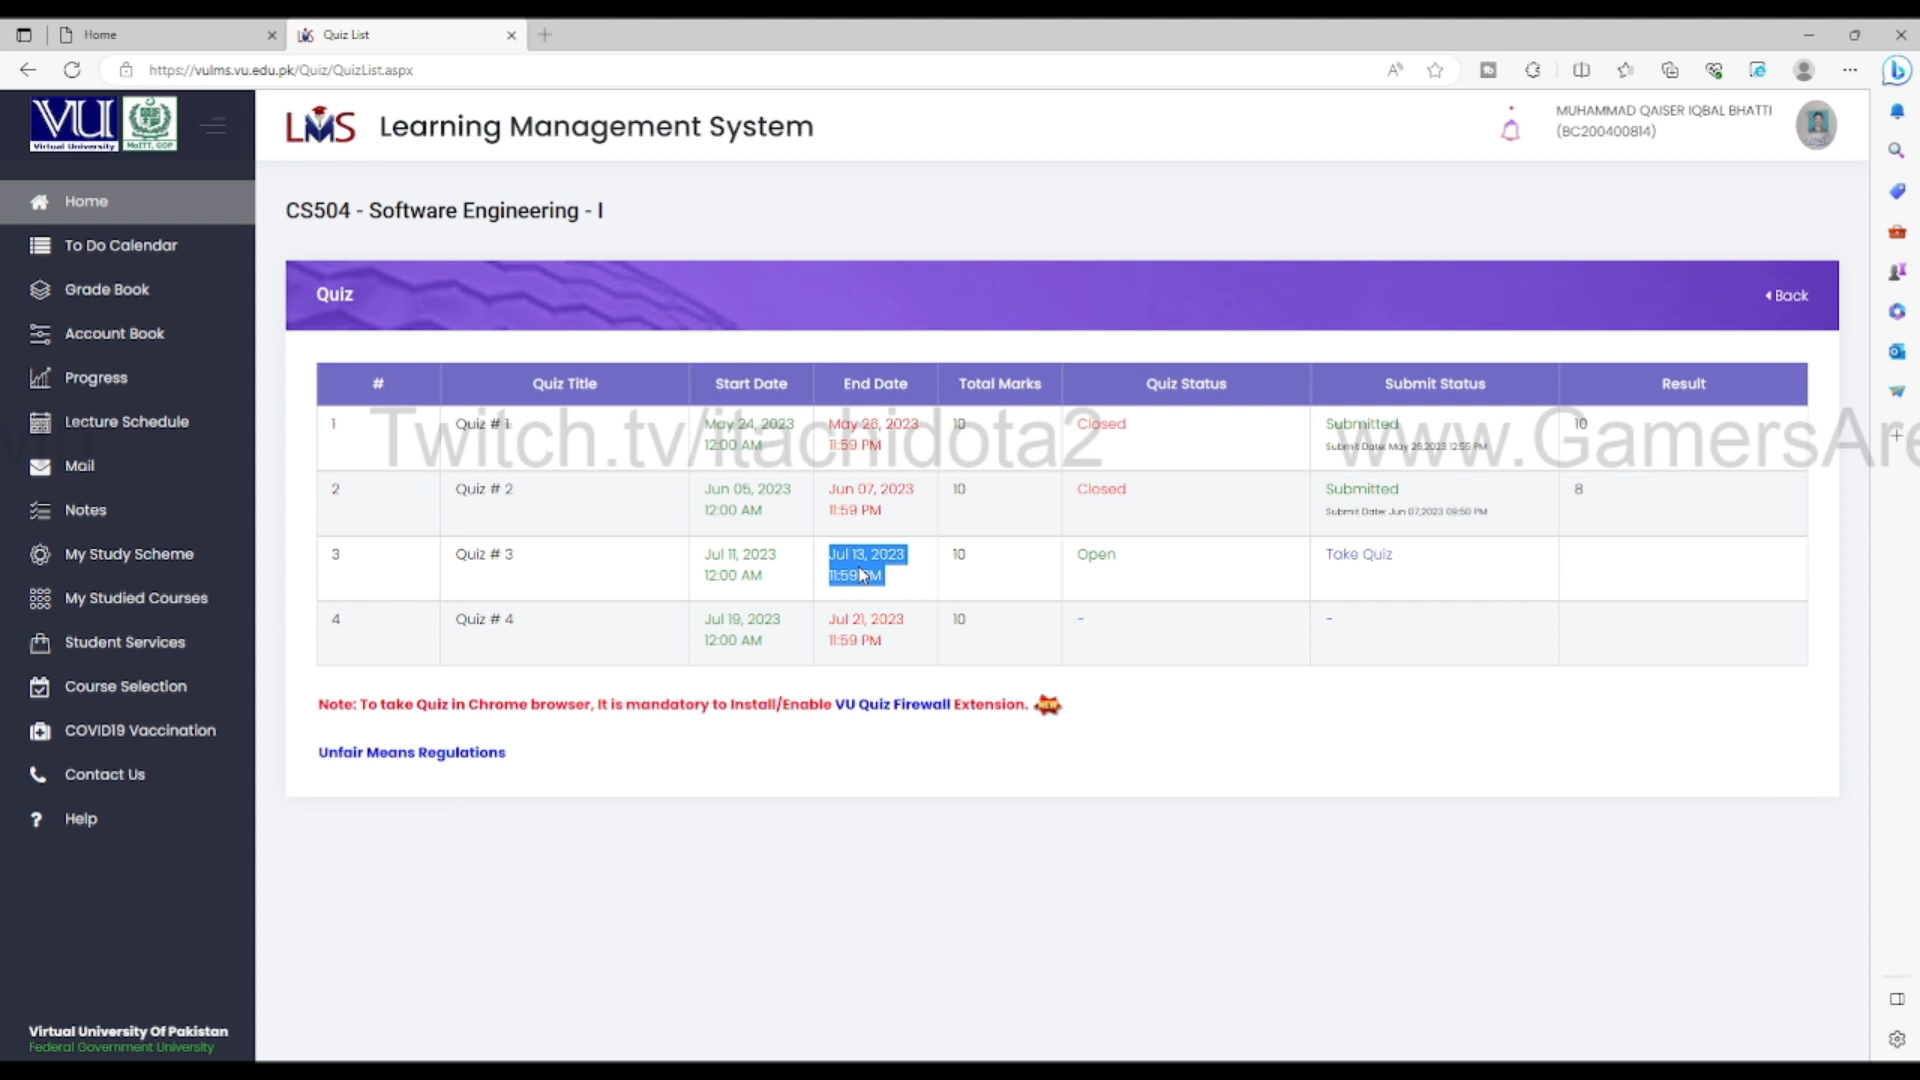 Home
Quiz List
https://vulms.vu.edu.pk/Quiz/QuizList.aspx
VU
Virtual University
MoITT, GOP
LMS Learning Management System
MUHAMMAD QAISER IQBAL BHATTI
(BC200400814)
Home
To Do Calendar
Grade Book
Account Book
Progress
Lecture Schedule
Mail
Notes
My Study Scheme
My Studied Courses
Student Services
Course Selection
COVID19 Vaccination
Contact Us
Help
Virtual University Of Pakistan
Federal Government University
CS504 - Software Engineering - I
Quiz
Back
# Quiz Title Start Date End Date Total Marks Quiz Status Submit Status Result
1 Quiz # 1 May 24, 2023 May 26, 2023 10 Closed Submitted 10
12:00 AM 11:59 PM Submit Date: May 26,2023 12:55 PM
Twitch.tv/itachidota2 www.GamersAre
2 Quiz # 2 Jun 05, 2023 Jun 07, 2023 10 Closed Submitted 8
12:00 AM 11:59 PM Submit Date: Jun 07,2023 09:50 PM
3 Quiz # 3 Jul 11, 2023 Jul 13, 2023 10 Open Take Quiz
12:00 AM 11:59 PM
4 Quiz # 4 Jul 19, 2023 Jul 21, 2023 10 - -
12:00 AM 11:59 PM
Note: To take Quiz in Chrome browser, It is mandatory to Install/Enable VU Quiz Firewall Extension.
Unfair Means Regulations